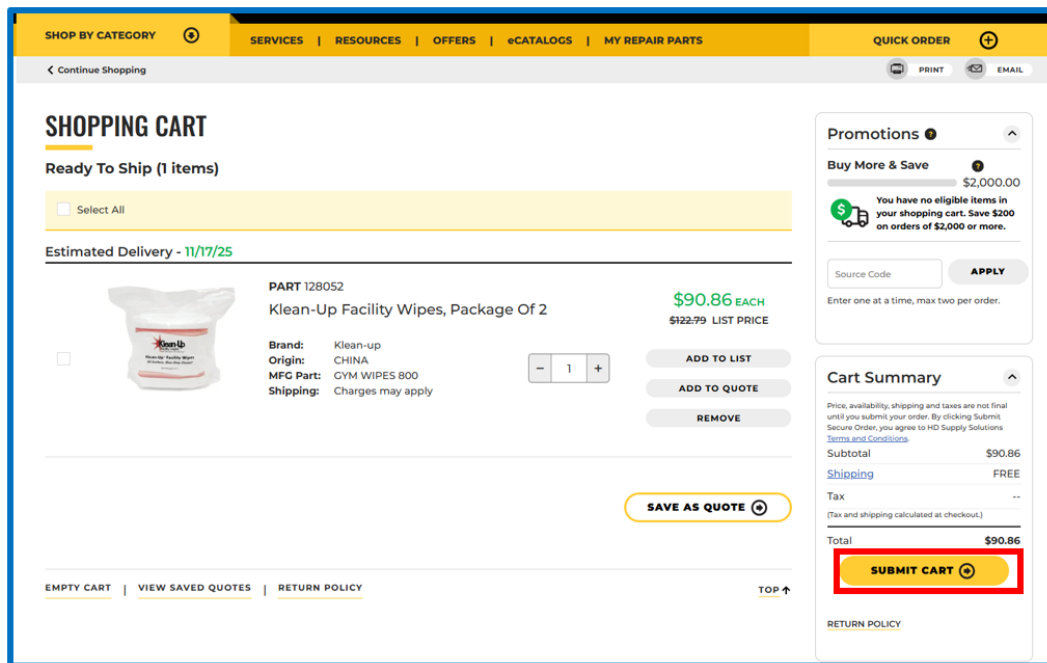 SHOP BY CATEGORY
SERVICES | RESOURCES | OFFERS | eCATALOGS | MY REPAIR PARTS
QUICK ORDER
Continue Shopping
PRINT
EMAIL
SHOPPING CART
Ready To Ship (1 items)
Select All
Estimated Delivery - 11/17/25
PART 128052
Klean-Up Facility Wipes, Package Of 2
Brand: Klean-up
Origin: CHINA
MFG Part: GYM WIPES 800
Shipping: Charges may apply
Klean-Up
− 1 +
$90.86 EACH
$122.79 LIST PRICE
ADD TO LIST
ADD TO QUOTE
REMOVE
SAVE AS QUOTE
EMPTY CART | VIEW SAVED QUOTES | RETURN POLICY
TOP
Promotions ?
Buy More & Save ?
$2,000.00
$
You have no eligible items in
your shopping cart. Save $200
on orders of $2,000 or more.
Source Code
APPLY
Enter one at a time, max two per order.
Cart Summary
Price, availability, shipping and taxes are not final
until you submit your order. By clicking Submit
Secure Order, you agree to HD Supply Solutions
Terms and Conditions.
Subtotal $90.86
Shipping FREE
Tax --
(Tax and shipping calculated at checkout.)
Total $90.86
SUBMIT CART
RETURN POLICY